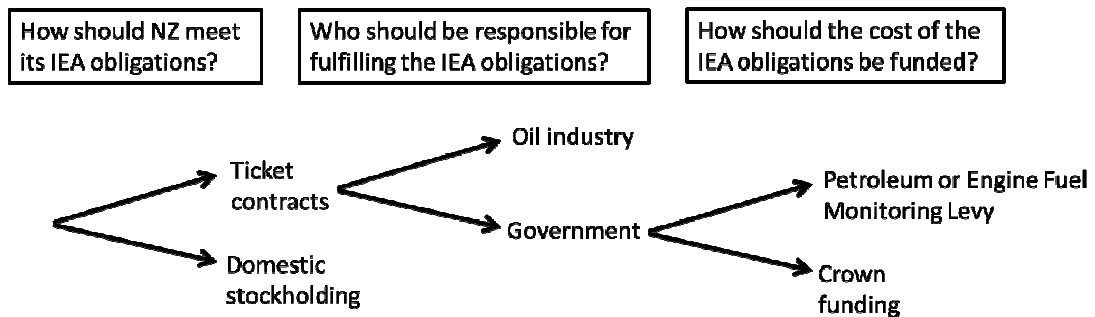 How should NZ meet
its IEA obligations?
Who should be responsible for
fulfilling the IEA obligations?
How should the cost of the
IEA obligations be funded?
Oil industry
Ticket
contracts
Petroleum or Engine Fuel
Monitoring Levy
Government
Domestic
stockholding
Crown
funding